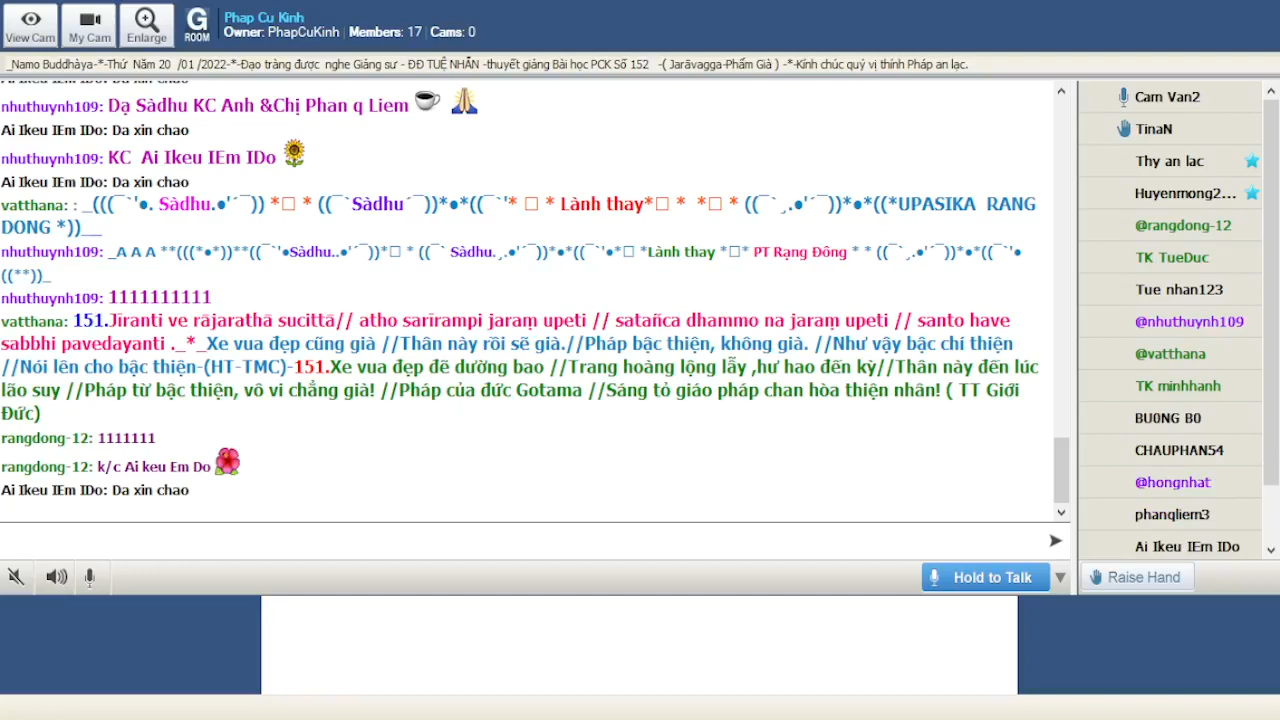 View Cam
My Cam
Enlarge
G
ROOM
Phap Cu Kinh
Owner: PhapCuKinh | Members: 17 | Cams: 0
_Namo Buddhàya-*-Thứ Năm 20 /01 /2022-*-Đạo tràng được nghe Giảng sư - ĐĐ TUỆ NHẪN -thuyết giảng Bài học PCK Số 152 -( Jarāvagga-Phẩm Già ) -*-Kính chúc quý vị thính Pháp an lạc.
Ai Ikeu IEm IDo: Da xin chao
nhuthuynh109: Dạ Sàdhu KC Anh &Chị Phan q Liem
Ai Ikeu IEm IDo: Da xin chao
nhuthuynh109: KC Ai Ikeu IEm IDo
Ai Ikeu IEm IDo: Da xin chao
vatthana: : _(((¯`'●. Sàdhu.●'´¯)) *□ * ((¯`Sàdhu´¯))*●*((¯`'* □ * Lành thay*□ * *□ * ((¯`¸.●'´¯))*●*((*UPASIKA RANG
DONG *))__
nhuthuynh109: _A A A **(((*●*))**((¯`'●Sàdhu..●'´¯))*□ * ((¯` Sàdhu.¸.●'´¯))*●*((¯`'●*□ *Lành thay *□* PT Rạng Đông * * ((¯`¸.●'´¯))*●*((¯`'●
((**))_
nhuthuynh109: 1111111111
vatthana: 151.Jīranti ve rājarathā sucittā// atho sarīrampi jaraṃ upeti // satañca dhammo na jaraṃ upeti // santo have
sabbhi pavedayanti ._*_Xe vua đẹp cũng già //Thân này rồi sẽ già.//Pháp bậc thiện, không già. //Như vậy bậc chí thiện
//Nói lên cho bậc thiện-(HT-TMC)-151.Xe vua đẹp đẽ dường bao //Trang hoàng lộng lẫy ,hư hao đến kỳ//Thân này đến lúc
lão suy //Pháp từ bậc thiện, vô vi chẳng già! //Pháp của đức Gotama //Sáng tỏ giáo pháp chan hòa thiện nhân! ( TT Giới
Đức)
rangdong-12: 1111111
rangdong-12: k/c Ai keu Em Do
Ai Ikeu IEm IDo: Da xin chao
Hold to Talk
Cam Van2
TinaN
Thy an lac
Huyenmong2...
@rangdong-12
TK TueDuc
Tue nhan123
@nhuthuynh109
@vatthana
TK minhhanh
BU0NG B0
CHAUPHAN54
@hongnhat
phanqliem3
Ai Ikeu IEm IDo
Raise Hand